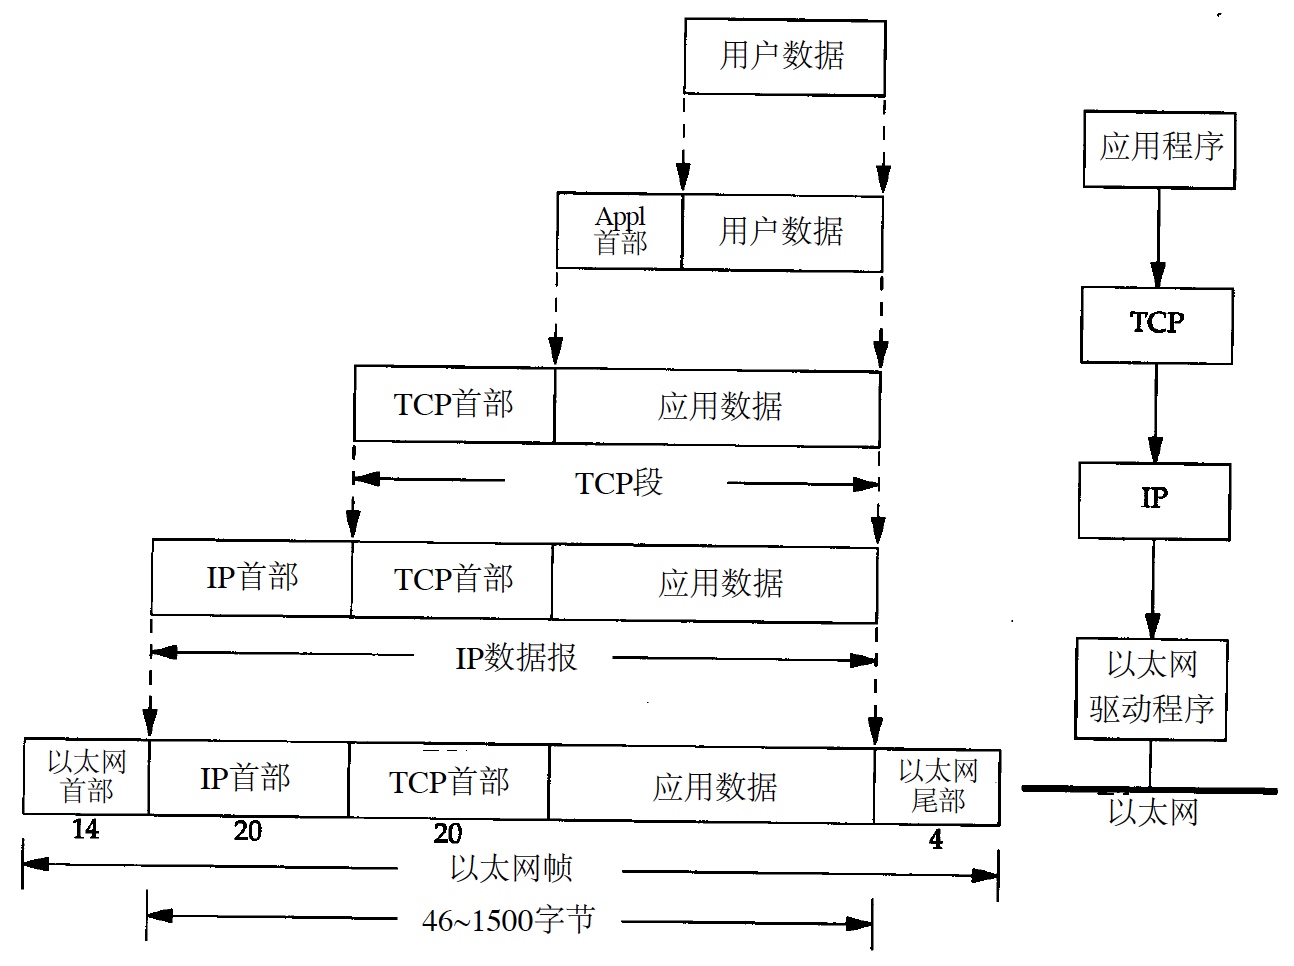 用户数据
应用程序
Appl
首部
用户数据
TCP
TCP首部
应用数据
TCP段
IP
IP首部
TCP首部
应用数据
IP数据报
以太网
驱动程序
以太网
首部
IP首部
TCP首部
应用数据
以太网
尾部
以太网
14
20
20
4
以太网帧
46~1500字节